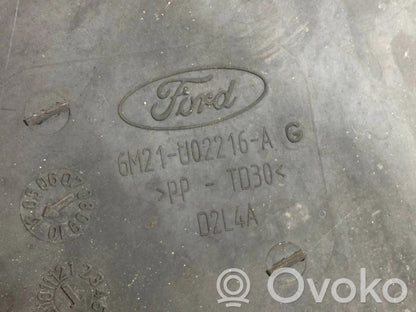 Ford
6M21-U02216-A G
>PP - TD30<
D2L4A
Ovoko